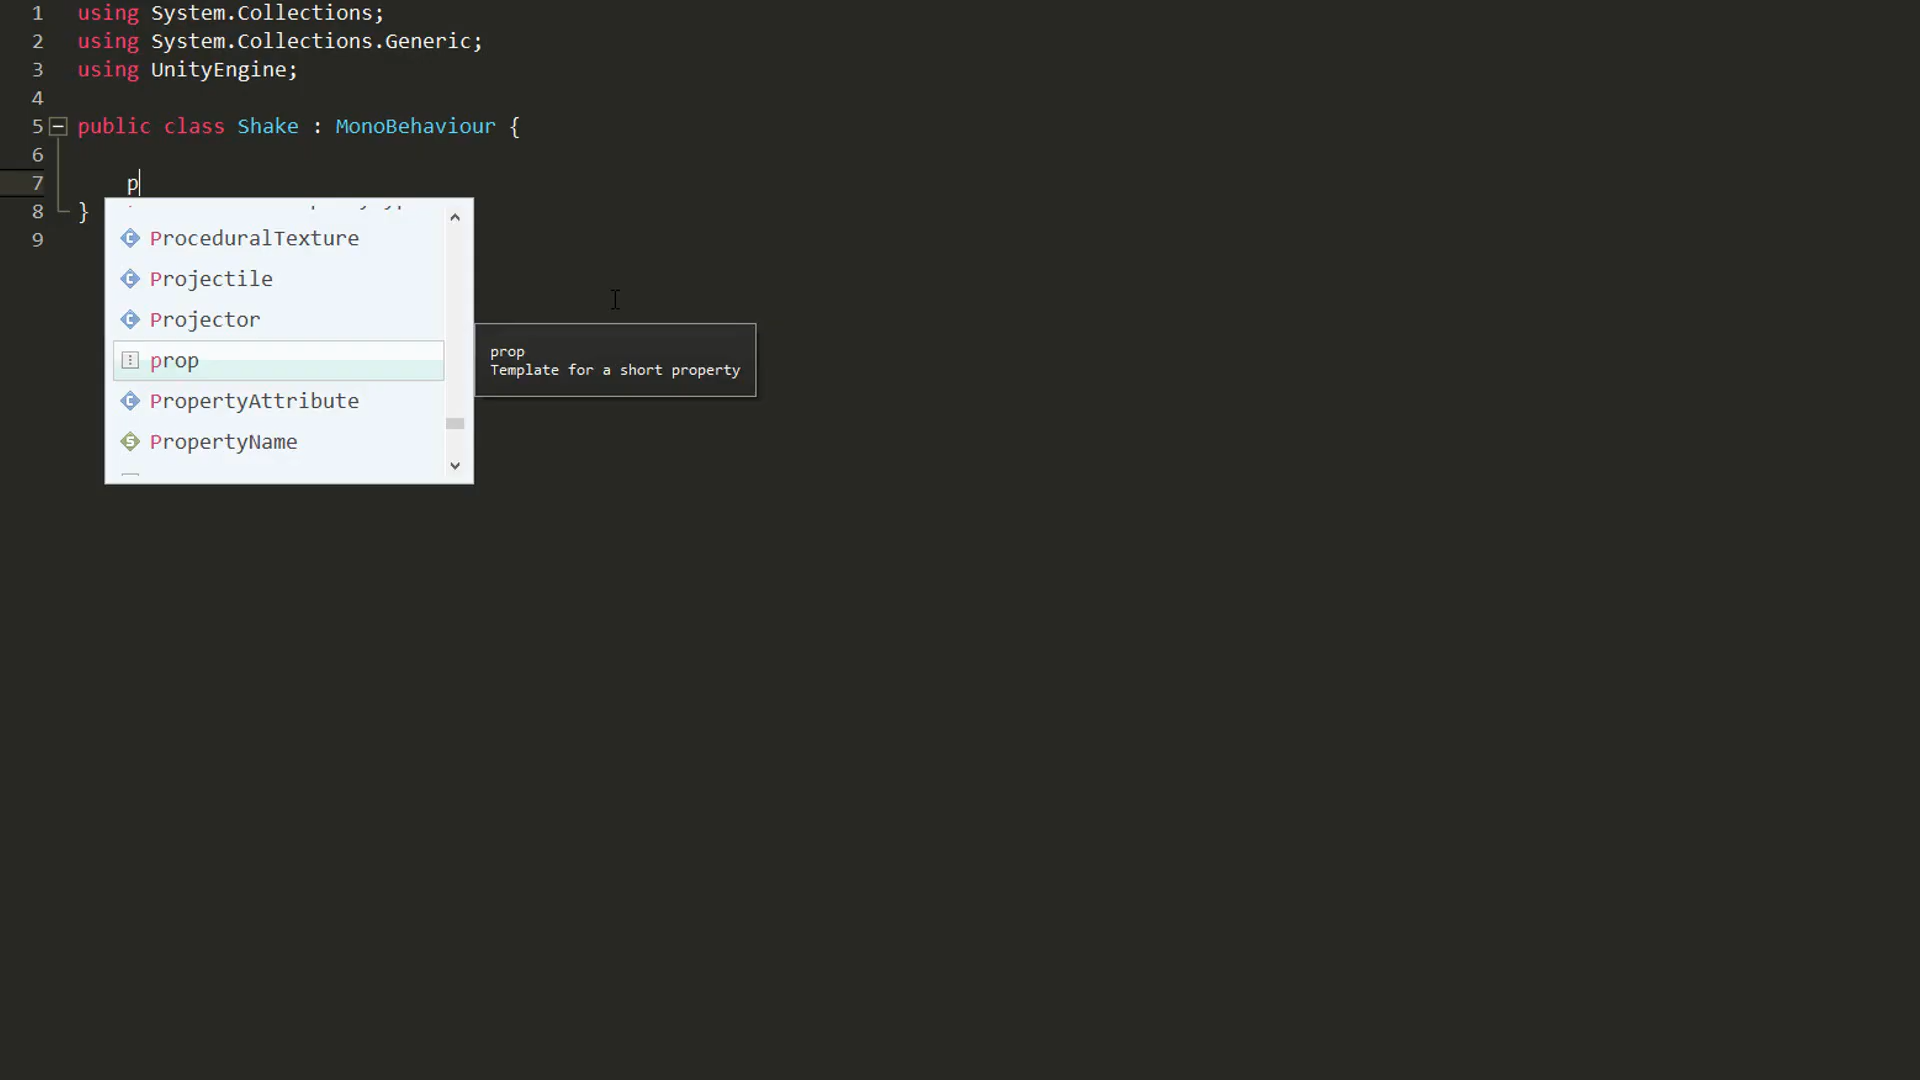 1 using System.Collections;
2 using System.Collections.Generic;
3 using UnityEngine;
4
5 public class Shake : MonoBehaviour {
6
7 p
8 }
9
ProceduralTexture
Projectile
Projector
prop
PropertyAttribute
PropertyName
prop
Template for a short property